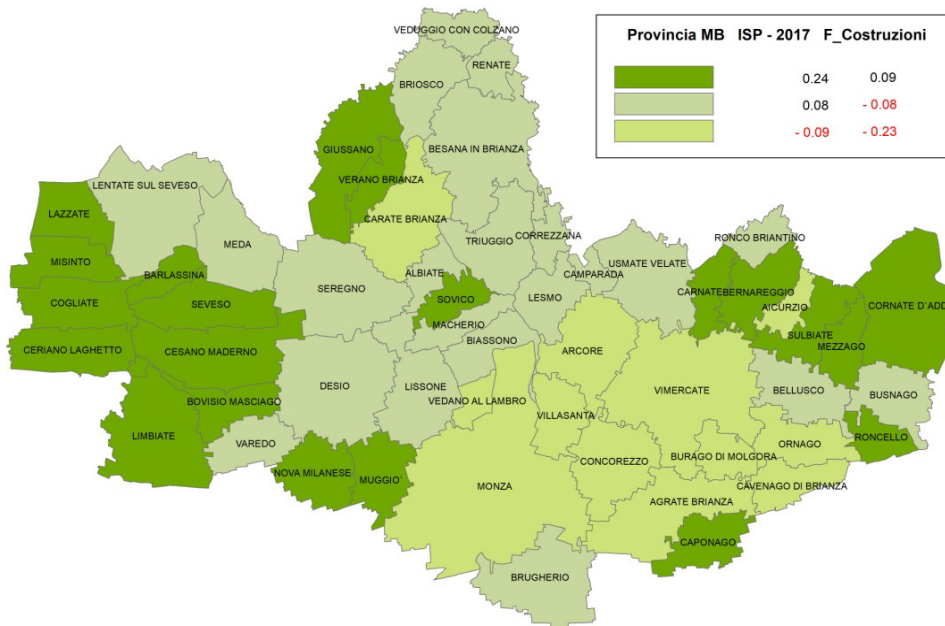 Provincia MB ISP - 2017 F_Costruzioni
0.24 0.09
0.08 - 0.08
- 0.09 - 0.23
VEDUGGIO CON COLZANO
RENATE
BRIOSCO
GIUSSANO
BESANA IN BRIANZA
VERANO BRIANZA
LENTATE SUL SEVESO
LAZZATE
CARATE BRIANZA
MEDA
TRIUGGIO
CORREZZANA
RONCO BRIANTINO
MISINTO
BARLASSINA
ALBIATE
CAMPARADA
USMATE VELATE
SEREGNO
COGLIATE
SEVESO
SOVICO
LESMO
CARNATE
BERNAREGGIO
AICURZIO
CORNATE D'ADD
MACHERIO
SULBIATE
MEZZAGO
BIASSONO
CERIANO LAGHETTO
CESANO MADERNO
ARCORE
DESIO
LISSONE
VIMERCATE
BELLUSCO
BUSNAGO
BOVISIO MASCIAGO
VEDANO AL LAMBRO
VILLASANTA
LIMBIATE
VAREDO
RONCELLO
ORNAGO
CONCOREZZO
BURAGO DI MOLGORA
NOVA MILANESE
MUGGIO'
MONZA
CAVENAGO DI BRIANZA
AGRATE BRIANZA
CAPONAGO
BRUGHERIO